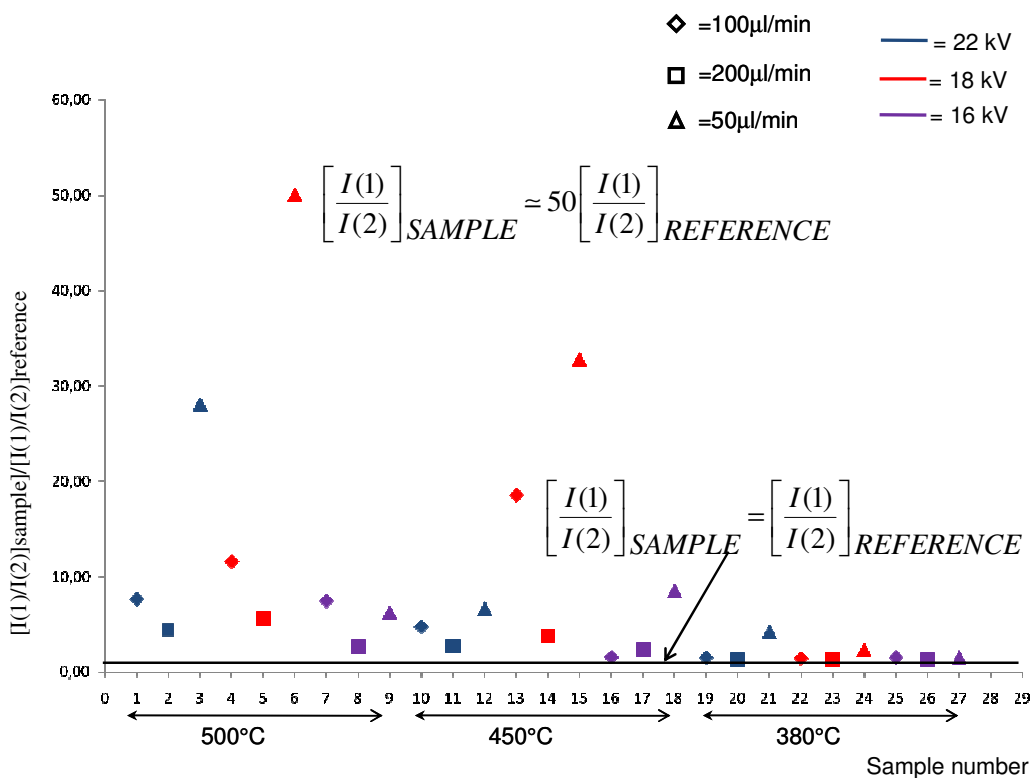 =100µl/min
=200µl/min
=50µl/min
= 22 kV
= 18 kV
= 16 kV
[I(1)/I(2)]sample]/[I(1)/I(2)]reference
60,00
50,00
40,00
30,00
20,00
10,00
0,00
[I(1)/I(2)]SAMPLE ≃ 50[I(1)/I(2)]REFERENCE
[I(1)/I(2)]SAMPLE = [I(1)/I(2)]REFERENCE
0 1 2 3 4 5 6 7 8 9 10 11 12 13 14 15 16 17 18 19 20 21 22 23 24 25 26 27 28 29
500°C
450°C
380°C
Sample number